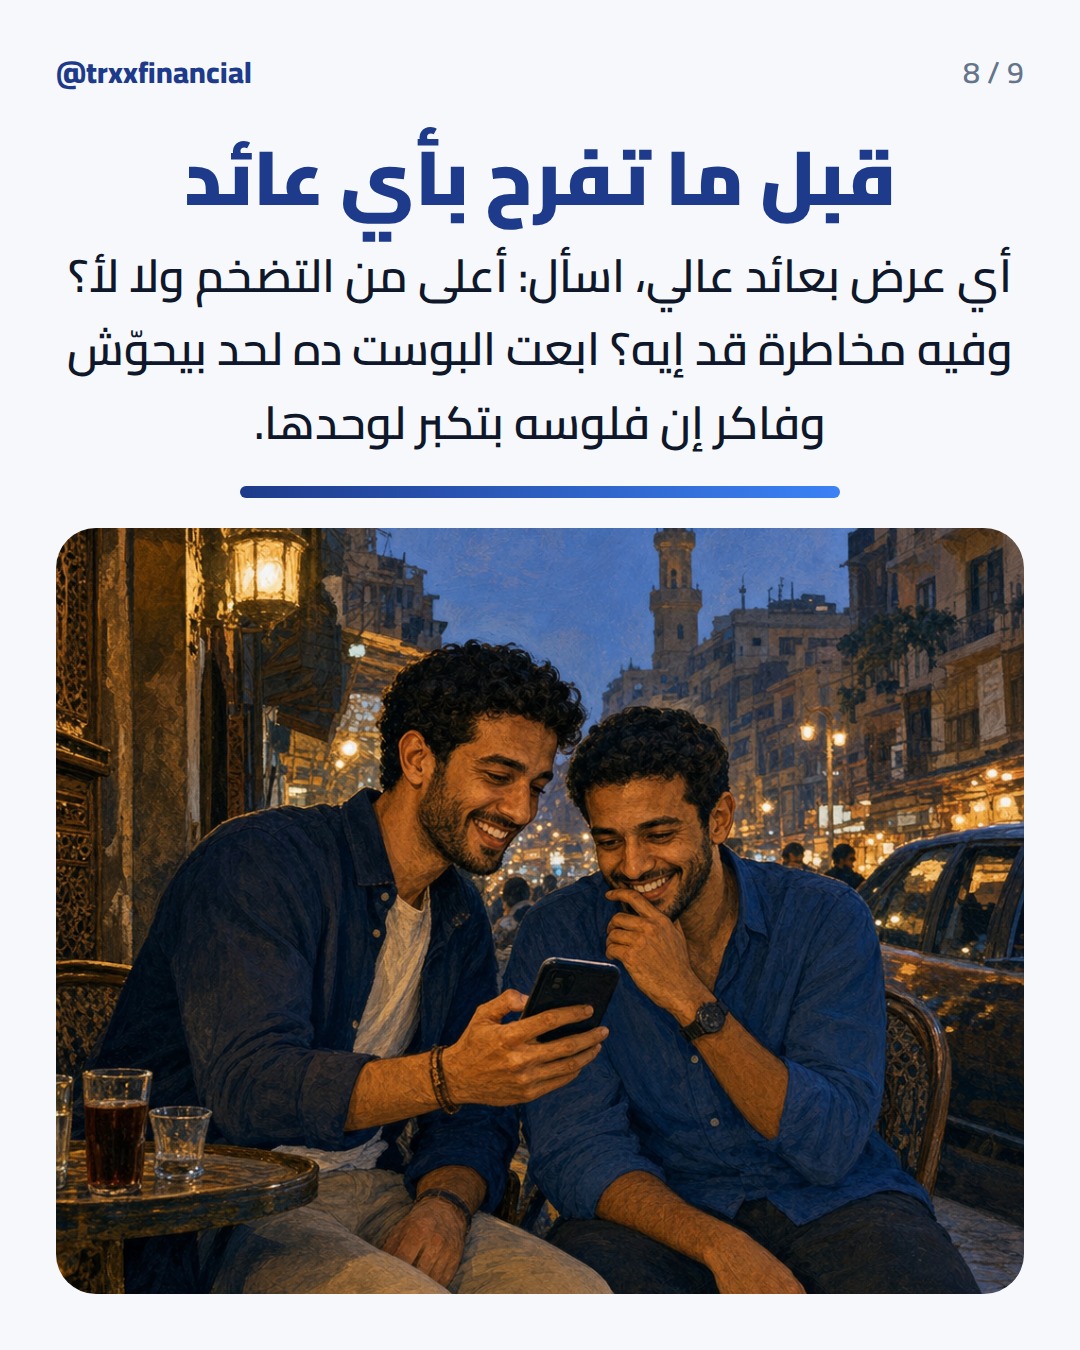 @trxxfinancial
8 / 9
قبل ما تفرح بأي عائد
أي عرض بعائد عالي، اسأل: أعلى من التضخم ولا لأ؟
وفيه مخاطرة قد إيه؟ ابعت البوست ده لحد بيحوّش
وفاكر إن فلوسه بتكبر لوحدها.